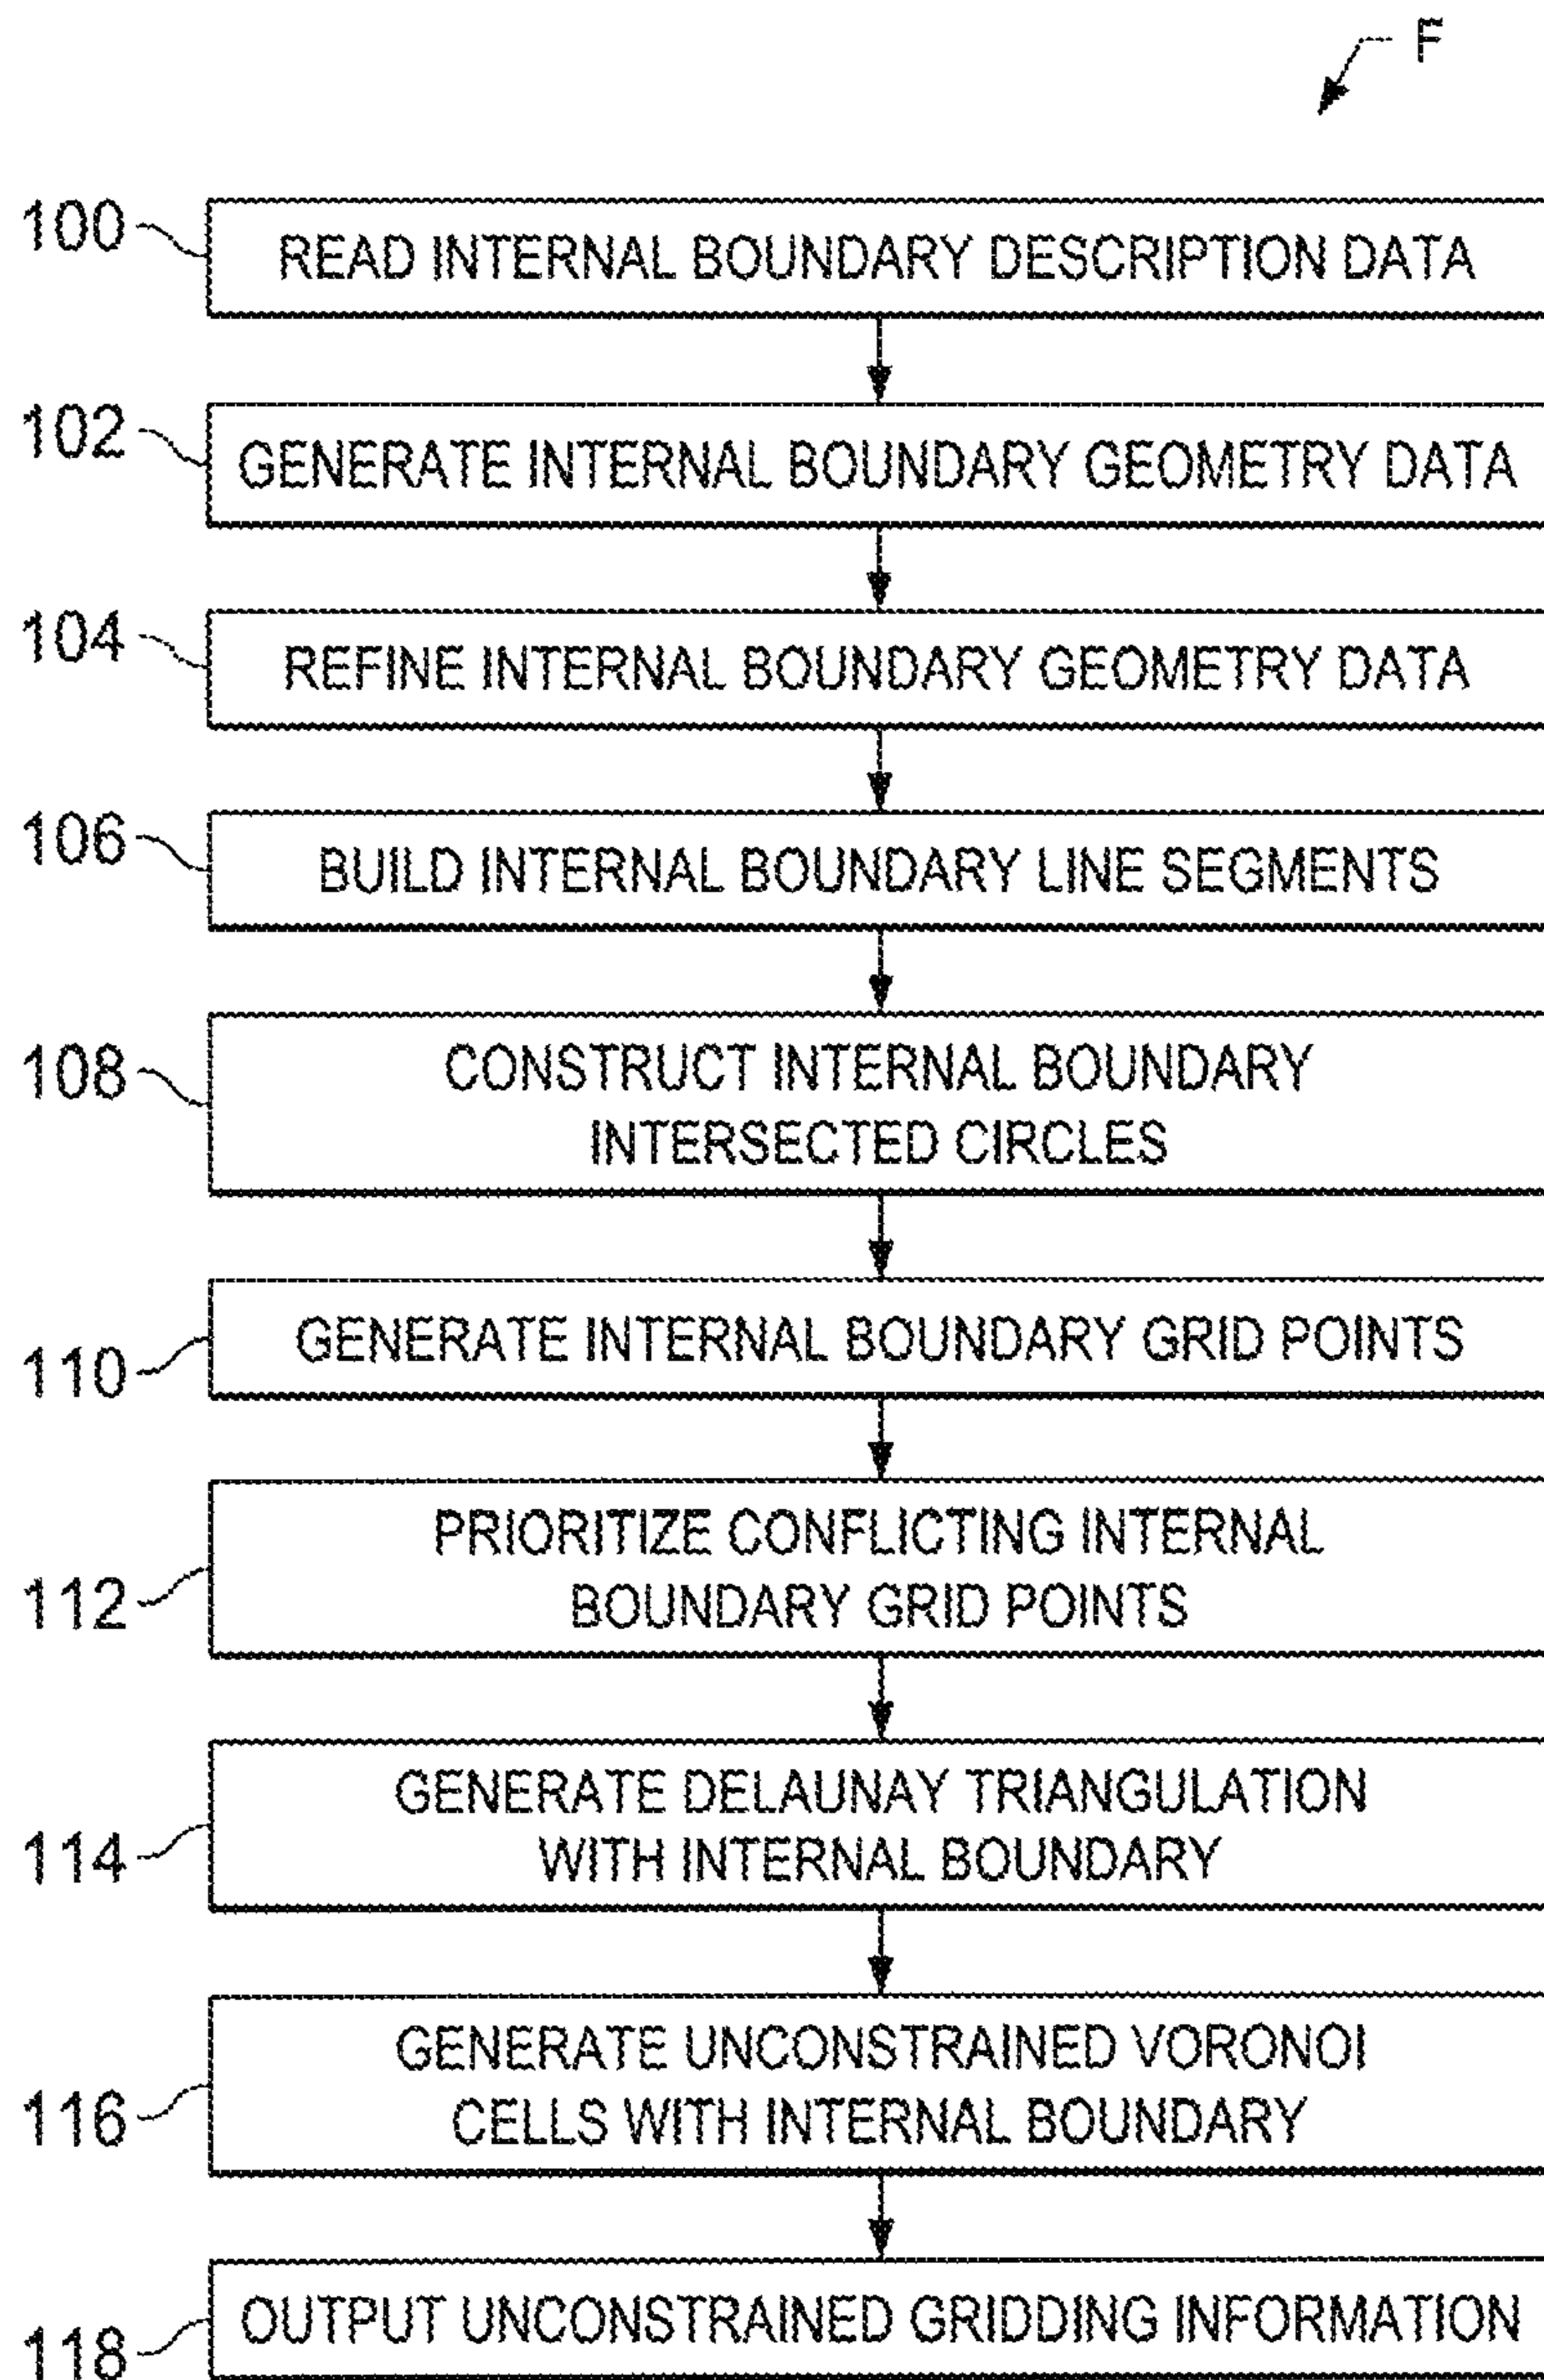 F
100
READ INTERNAL BOUNDARY DESCRIPTION DATA
102
GENERATE INTERNAL BOUNDARY GEOMETRY DATA
104
REFINE INTERNAL BOUNDARY GEOMETRY DATA
106
BUILD INTERNAL BOUNDARY LINE SEGMENTS
108
CONSTRUCT INTERNAL BOUNDARY
INTERSECTED CIRCLES
110
GENERATE INTERNAL BOUNDARY GRID POINTS
112
PRIORITIZE CONFLICTING INTERNAL
BOUNDARY GRID POINTS
114
GENERATE DELAUNAY TRIANGULATION
WITH INTERNAL BOUNDARY
116
GENERATE UNCONSTRAINED VORONOI
CELLS WITH INTERNAL BOUNDARY
118
OUTPUT UNCONSTRAINED GRIDDING INFORMATION